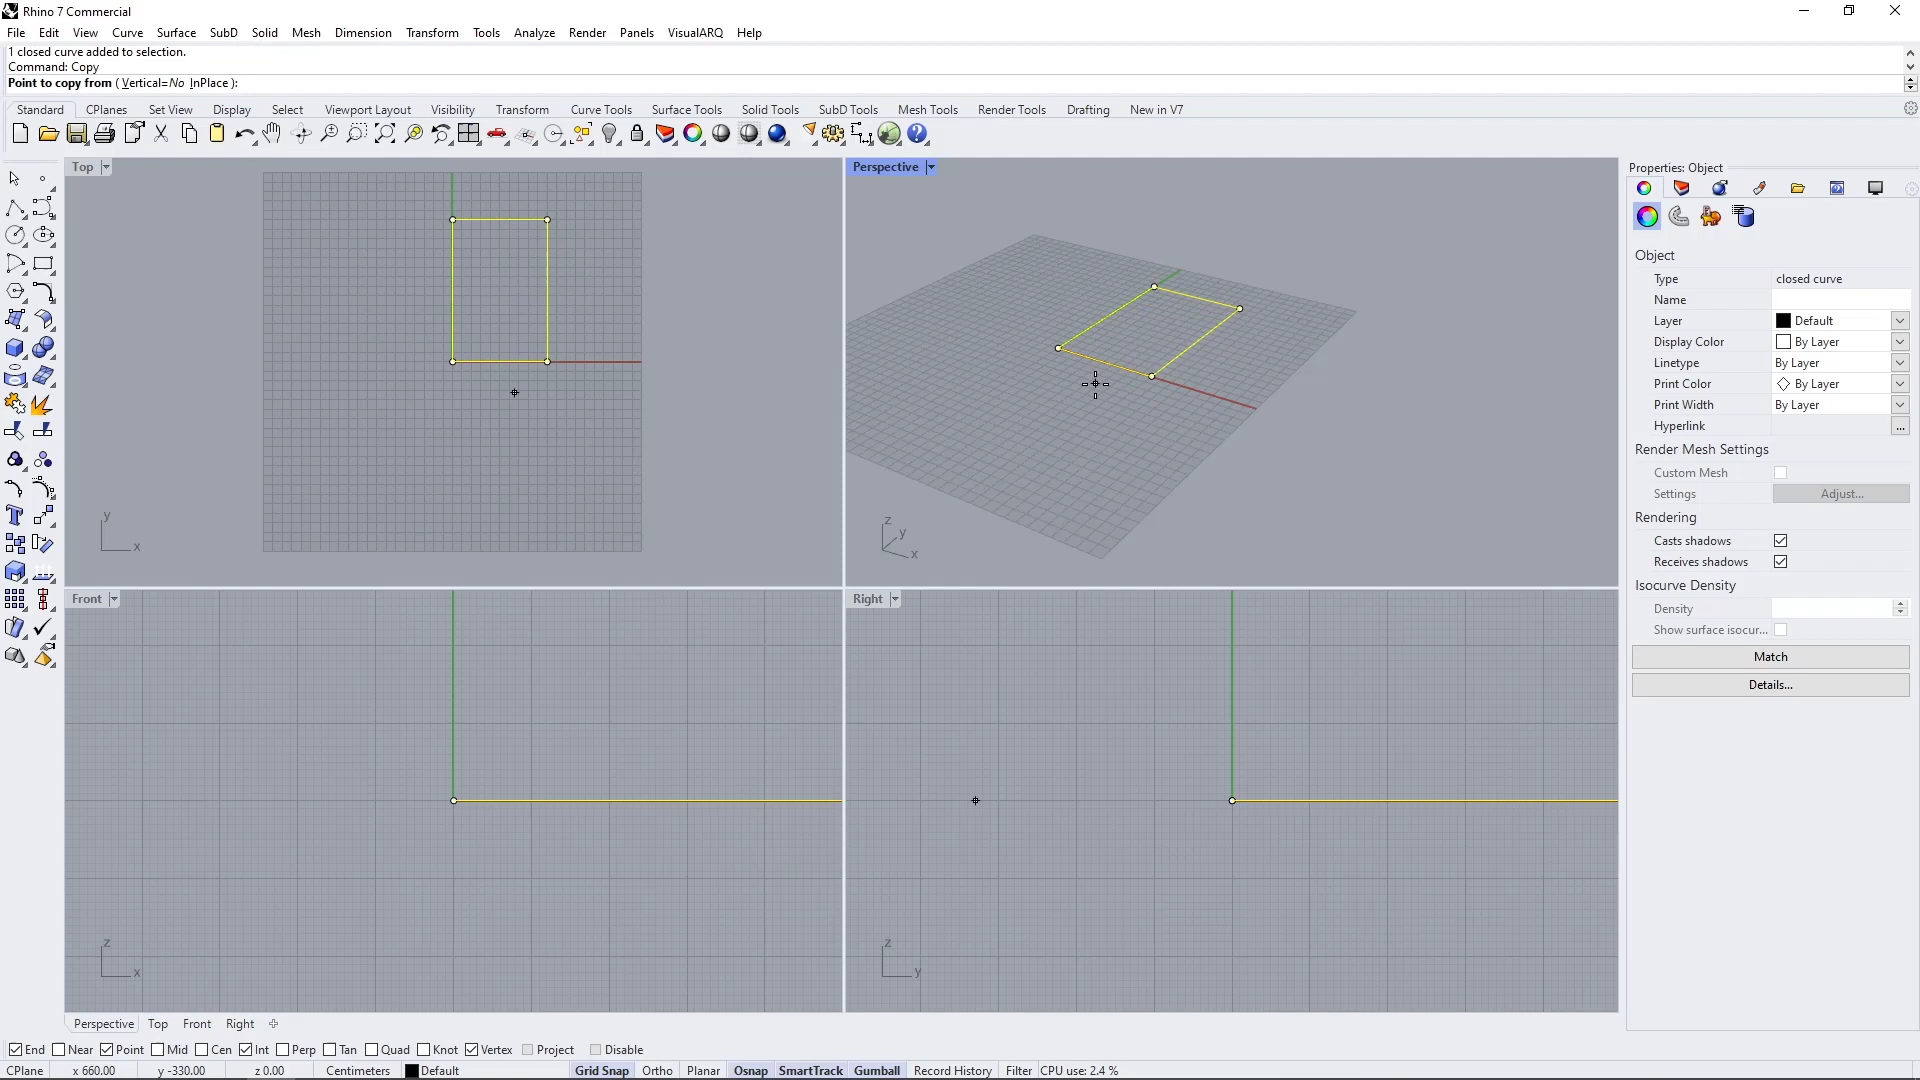 Rhino 7 Commercial
File Edit View Curve Surface SubD Solid Mesh Dimension Transform Tools Analyze Render Panels VisualARQ Help
1 closed curve added to selection.
Command: Copy
Point to copy from ( Vertical=No InPlace ):
Standard CPlanes Set View Display Select Viewport Layout Visibility Transform Curve Tools Surface Tools Solid Tools SubD Tools Mesh Tools Render Tools Drafting New in V7
Top
Perspective
Properties: Object
Object
Type closed curve
Name
Layer Default
Display Color By Layer
Linetype By Layer
Print Color By Layer
Print Width By Layer
Hyperlink ...
Render Mesh Settings
Custom Mesh
Settings Adjust...
Rendering
Casts shadows
Receives shadows
Isocurve Density
Density
Show surface isocur...
Match
Details...
y
x
z
y
x
Front
Right
z
x
z
y
Perspective Top Front Right
End Near Point Mid Cen Int Perp Tan Quad Knot Vertex Project Disable
CPlane x 660.00 y -330.00 z 0.00 Centimeters Default Grid Snap Ortho Planar Osnap SmartTrack Gumball Record History Filter CPU use: 2.4 %